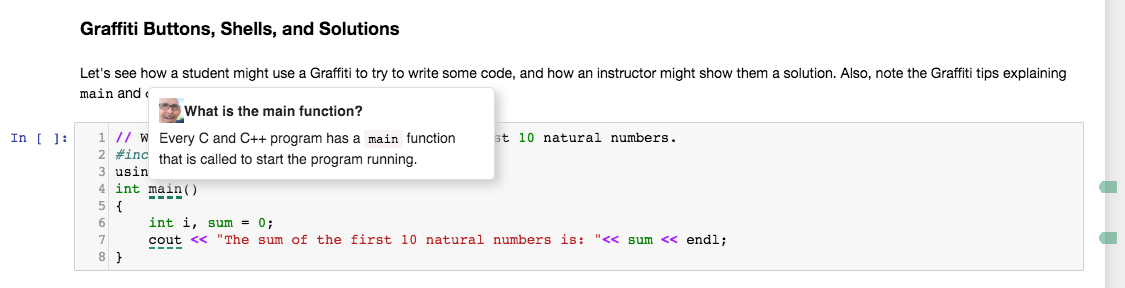 Graffiti Buttons, Shells, and Solutions
Let's see how a student might use a Graffiti to try to write some code, and how an instructor might show them a solution. Also, note the Graffiti tips explaining
main and
What is the main function?
Every C and C++ program has a main function
that is called to start the program running.
In [ ]:
1 // W st 10 natural numbers.
2 #inc
3 usin
4 int main()
5 {
6 int i, sum = 0;
7 cout << "The sum of the first 10 natural numbers is: "<< sum << endl;
8 }